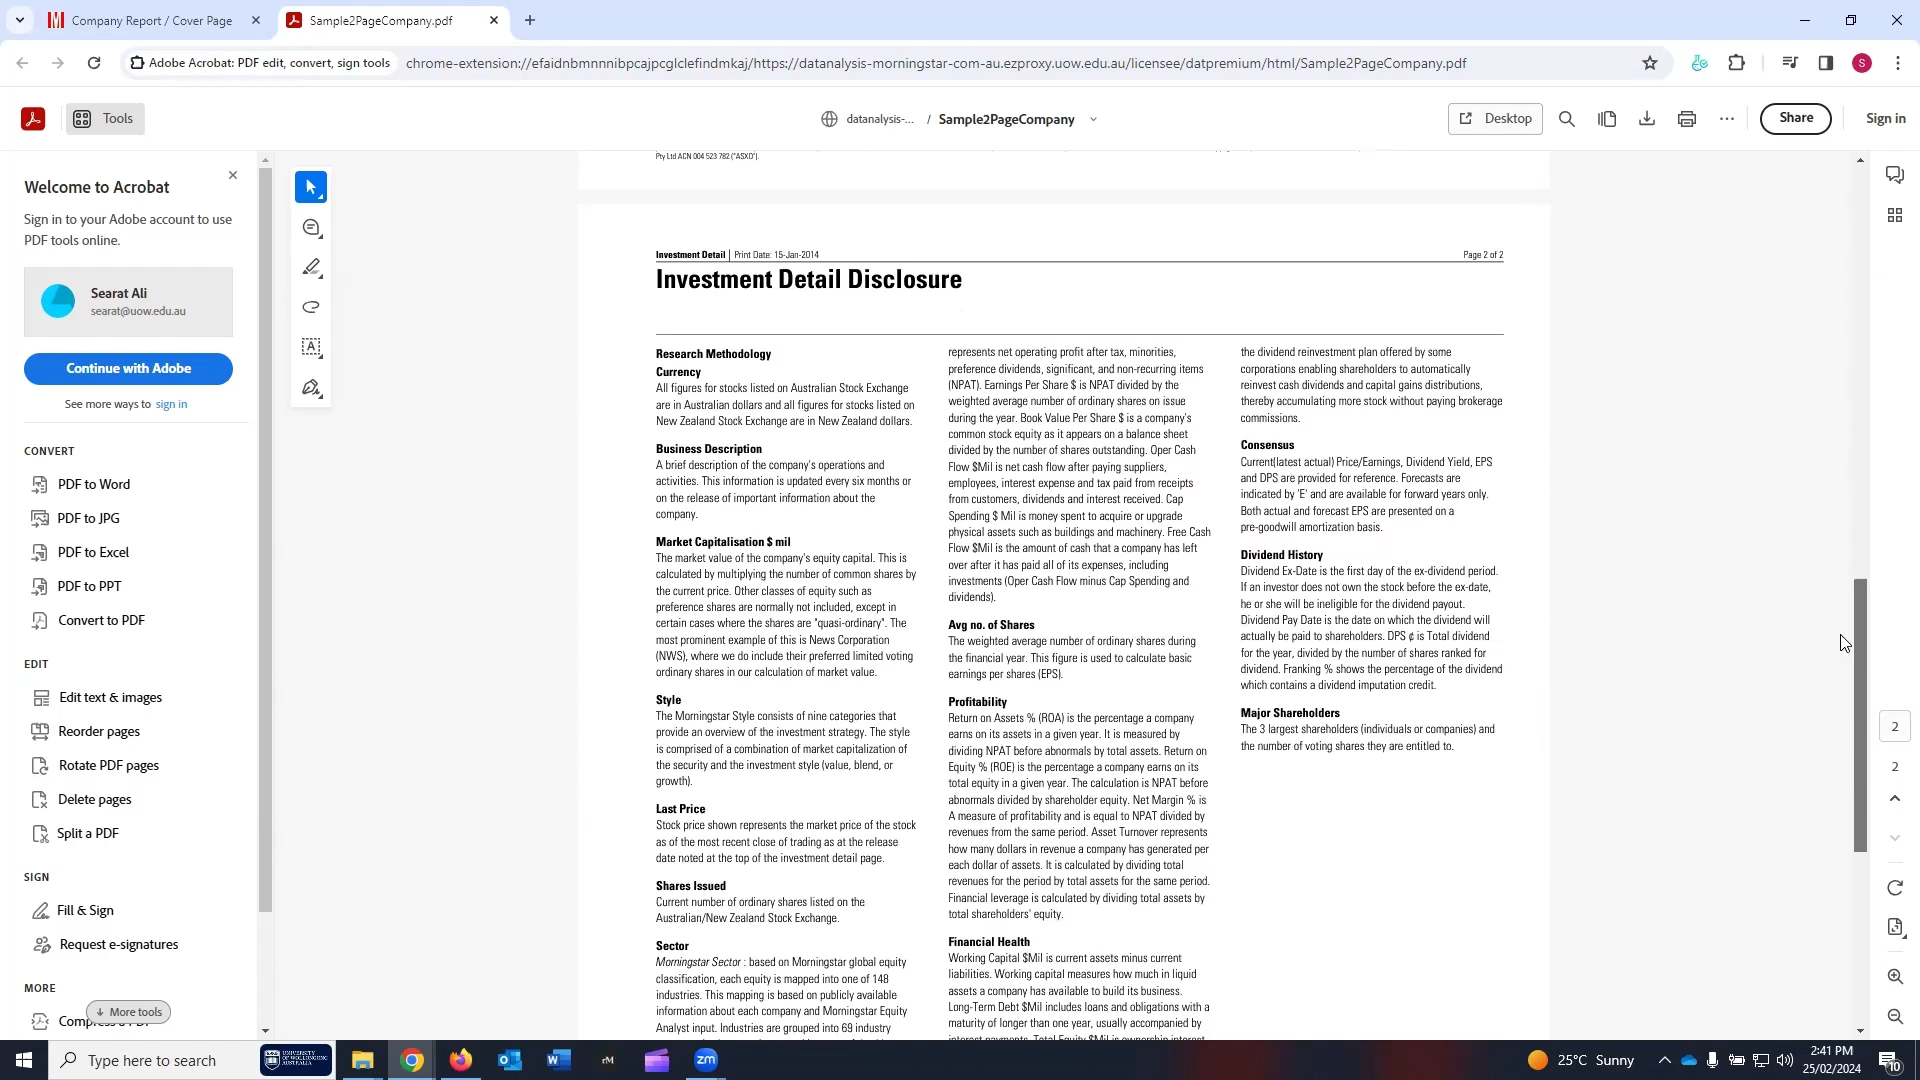 Company Report / Cover Page
Sample2PageCompany.pdf
Adobe Acrobat: PDF edit, convert, sign tools
chrome-extension://efaidnbmnnnibpcajpcglclefindmkaj/https://datanalysis-morningstar-com-au.ezproxy.uow.edu.au/licensee/datpremium/html/Sample2PageCompany.pdf
S
Tools
datanalysis-... / Sample2PageCompany
Desktop
Share
Sign in
Welcome to Acrobat
Sign in to your Adobe account to use
PDF tools online.
Searat Ali
searat@uow.edu.au
Continue with Adobe
See more ways to sign in
CONVERT
PDF to Word
PDF to JPG
PDF to Excel
PDF to PPT
Convert to PDF
EDIT
Edit text & images
Reorder pages
Rotate PDF pages
Delete pages
Split a PDF
SIGN
Fill & Sign
Request e-signatures
MORE
More tools
Pty Ltd ACN 004 523 782 ("ASXO").
Investment Detail | Print Date: 15-Jan-2014
Page 2 of 2
Investment Detail Disclosure
Research Methodology
Currency
All figures for stocks listed on Australian Stock Exchange
are in Australian dollars and all figures for stocks listed on
New Zealand Stock Exchange are in New Zealand dollars.
Business Description
A brief description of the company's operations and
activities. This information is updated every six months or
on the release of important information about the
company.
Market Capitalisation $ mil
The market value of the company's equity capital. This is
calculated by multiplying the number of common shares by
the current price. Other classes of equity such as
preference shares are normally not included, except in
certain cases where the shares are "quasi-ordinary". The
most prominent example of this is News Corporation
(NWS), where we do include their preferred limited voting
ordinary shares in our calculation of market value.
Style
The Morningstar Style consists of nine categories that
provide an overview of the investment strategy. The style
is comprised of a combination of market capitalization of
the security and the investment style (value, blend, or
growth).
Last Price
Stock price shown represents the market price of the stock
as of the most recent close of trading as at the release
date noted at the top of the investment detail page.
Shares Issued
Current number of ordinary shares listed on the
Australian/New Zealand Stock Exchange.
Sector
Morningstar Sector : based on Morningstar global equity
classification, each equity is mapped into one of 148
industries. This mapping is based on publicly available
information about each company and Morningstar Equity
Analyst input. Industries are grouped into 69 industry
represents net operating profit after tax, minorities,
preference dividends, significant, and non-recurring items
(NPAT). Earnings Per Share $ is NPAT divided by the
weighted average number of ordinary shares on issue
during the year. Book Value Per Share $ is a company's
common stock equity as it appears on a balance sheet
divided by the number of shares outstanding. Oper Cash
Flow $Mil is net cash flow after paying suppliers,
employees, interest expense and tax paid from receipts
from customers, dividends and interest received. Cap
Spending $ Mil is money spent to acquire or upgrade
physical assets such as buildings and machinery. Free Cash
Flow $Mil is the amount of cash that a company has left
over after it has paid all of its expenses, including
investments (Oper Cash Flow minus Cap Spending and
dividends).
Avg no. of Shares
The weighted average number of ordinary shares during
the financial year. This figure is used to calculate basic
earnings per shares (EPS).
Profitability
Return on Assets % (ROA) is the percentage a company
earns on its assets in a given year. It is measured by
dividing NPAT before abnormals by total assets. Return on
Equity % (ROE) is the percentage a company earns on its
total equity in a given year. The calculation is NPAT before
abnormals divided by shareholder equity. Net Margin % is
A measure of profitability and is equal to NPAT divided by
revenues from the same period. Asset Turnover represents
how many dollars in revenue a company has generated per
each dollar of assets. It is calculated by dividing total
revenues for the period by total assets for the same period.
Financial leverage is calculated by dividing total assets by
total shareholders' equity.
Financial Health
Working Capital $Mil is current assets minus current
liabilities. Working capital measures how much in liquid
assets a company has available to build its business.
Long-Term Debt $Mil includes loans and obligations with a
maturity of longer than one year, usually accompanied by
the dividend reinvestment plan offered by some
corporations enabling shareholders to automatically
reinvest cash dividends and capital gains distributions,
thereby accumulating more stock without paying brokerage
commissions.
Consensus
Current(latest actual) Price/Earnings, Dividend Yield, EPS
and DPS are provided for reference. Forecasts are
indicated by 'E' and are available for forward years only.
Both actual and forecast EPS are presented on a
pre-goodwill amortization basis.
Dividend History
Dividend Ex-Date is the first day of the ex-dividend period.
If an investor does not own the stock before the ex-date,
he or she will be ineligible for the dividend payout.
Dividend Pay Date is the date on which the dividend will
actually be paid to shareholders. DPS ¢ is Total dividend
for the year, divided by the number of shares ranked for
dividend. Franking % shows the percentage of the dividend
which contains a dividend imputation credit.
Major Shareholders
The 3 largest shareholders (individuals or companies) and
the number of voting shares they are entitled to.
2
2
Type here to search
rM
zm
25°C Sunny
2:41 PM
25/02/2024
10